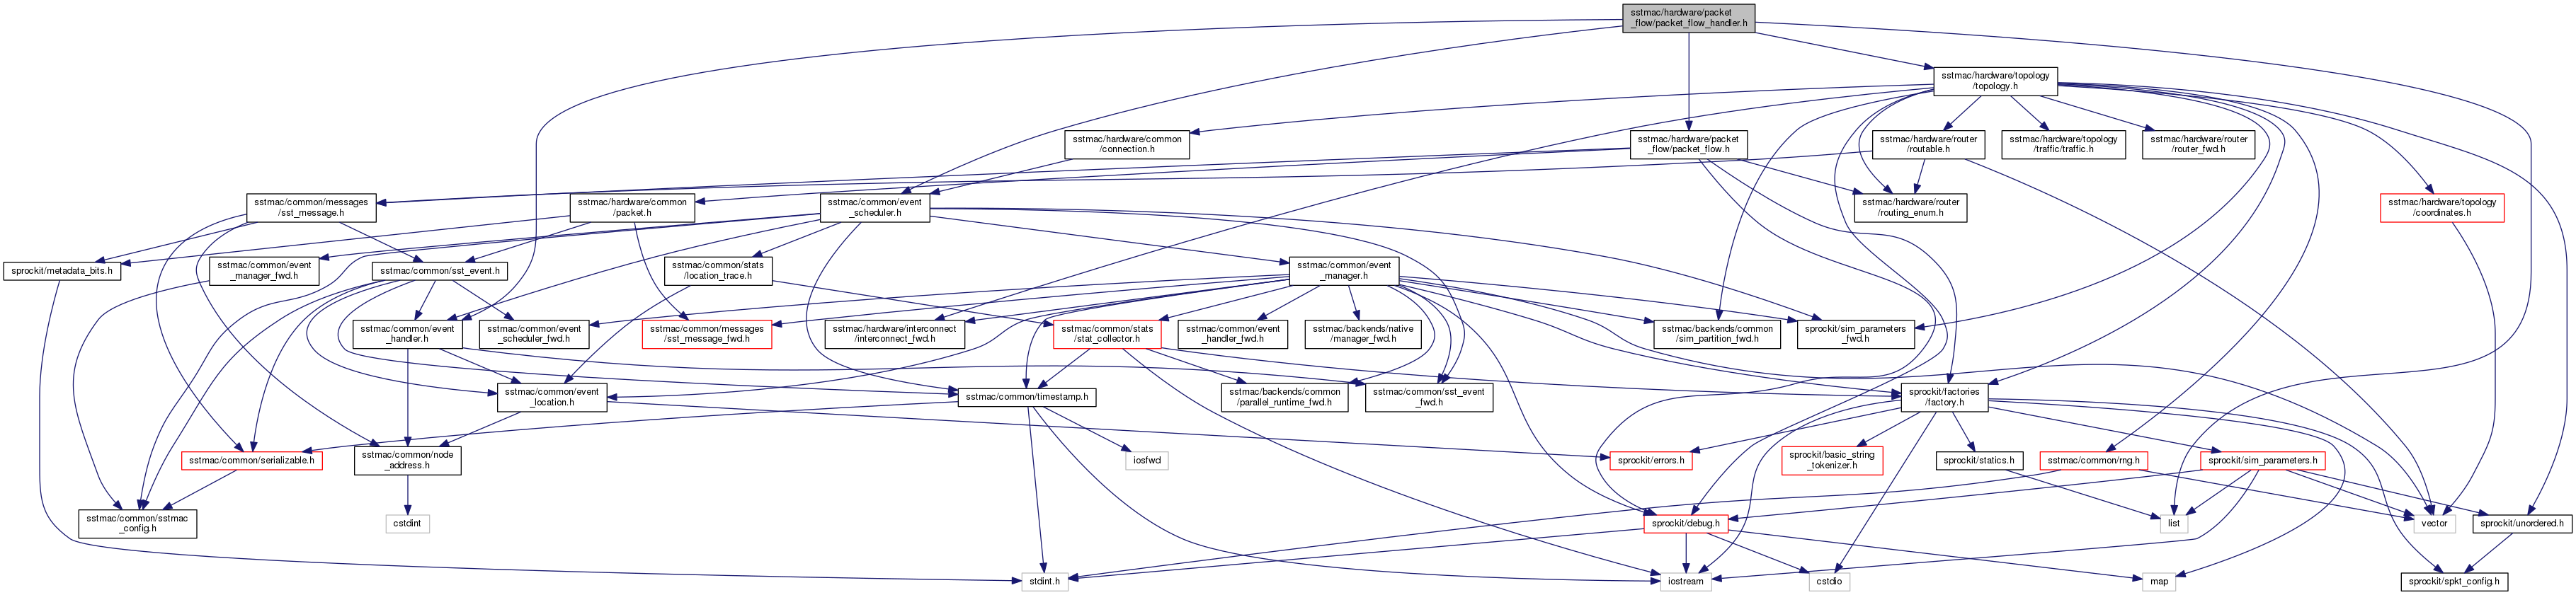 sstmac/hardware/packet
_flow/packet_flow_handler.h
sstmac/hardware/topology
/topology.h
sstmac/hardware/common
/connection.h
sstmac/hardware/packet
_flow/packet_flow.h
sstmac/hardware/router
/routable.h
sstmac/hardware/topology
/traffic/traffic.h
sstmac/hardware/router
/router_fwd.h
sstmac/common/messages
/sst_message.h
sstmac/hardware/common
/packet.h
sstmac/common/event
_scheduler.h
sstmac/hardware/router
/routing_enum.h
sstmac/hardware/topology
/coordinates.h
sprockit/metadata_bits.h
sstmac/common/event
_manager_fwd.h
sstmac/common/sst_event.h
sstmac/common/stats
/location_trace.h
sstmac/common/event
_manager.h
sstmac/common/event
_handler.h
sstmac/common/event
_scheduler_fwd.h
sstmac/common/messages
/sst_message_fwd.h
sstmac/hardware/interconnect
/interconnect_fwd.h
sstmac/common/stats
/stat_collector.h
sstmac/common/event
_handler_fwd.h
sstmac/backends/native
/manager_fwd.h
sstmac/backends/common
/sim_partition_fwd.h
sprockit/sim_parameters
_fwd.h
sstmac/common/event
_location.h
sstmac/common/timestamp.h
sstmac/backends/common
/parallel_runtime_fwd.h
sstmac/common/sst_event
_fwd.h
sprockit/factories
/factory.h
sstmac/common/serializable.h
sstmac/common/node
_address.h
iosfwd
sprockit/errors.h
sprockit/basic_string
_tokenizer.h
sprockit/statics.h
sstmac/common/rng.h
sprockit/sim_parameters.h
sstmac/common/sstmac
_config.h
cstdint
sprockit/debug.h
list
vector
sprockit/unordered.h
stdint.h
iostream
cstdio
map
sprockit/spkt_config.h